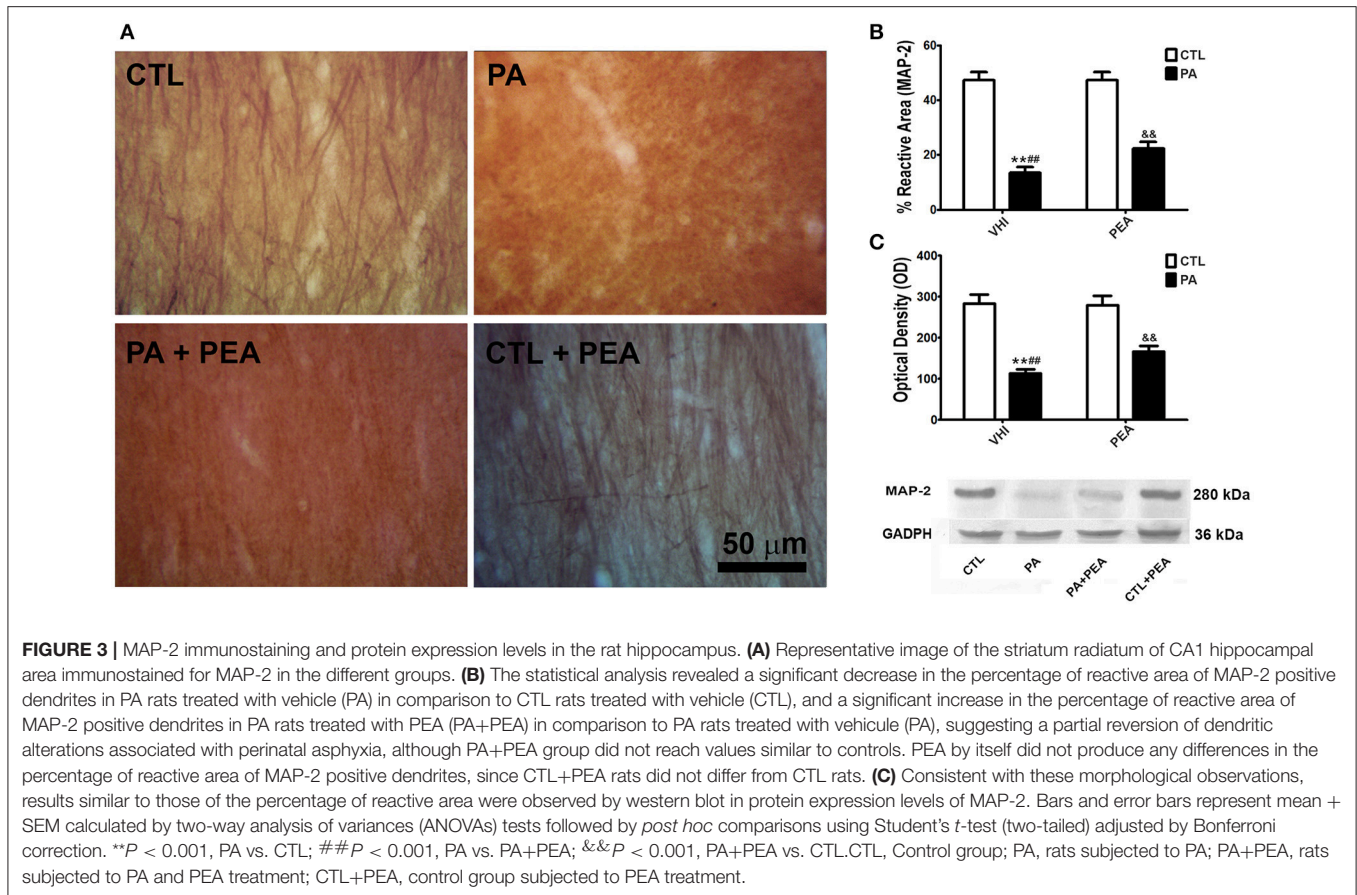 A
CTL
PA
PA + PEA
CTL + PEA
50 µm
B
% Reactive Area (MAP-2)
60
40
20
0
CTL
PA
**##
&&
VHI
PEA
C
Optical Density (OD)
400
300
200
100
0
CTL
PA
**##
&&
VHI
PEA
MAP-2
280 kDa
GADPH
36 kDa
CTL
PA
PA+PEA
CTL+PEA
FIGURE 3 | MAP-2 immunostaining and protein expression levels in the rat hippocampus. (A) Representative image of the striatum radiatum of CA1 hippocampal
area immunostained for MAP-2 in the different groups. (B) The statistical analysis revealed a significant decrease in the percentage of reactive area of MAP-2 positive
dendrites in PA rats treated with vehicle (PA) in comparison to CTL rats treated with vehicle (CTL), and a significant increase in the percentage of reactive area of
MAP-2 positive dendrites in PA rats treated with PEA (PA+PEA) in comparison to PA rats treated with vehicule (PA), suggesting a partial reversion of dendritic
alterations associated with perinatal asphyxia, although PA+PEA group did not reach values similar to controls. PEA by itself did not produce any differences in the
percentage of reactive area of MAP-2 positive dendrites, since CTL+PEA rats did not differ from CTL rats. (C) Consistent with these morphological observations,
results similar to those of the percentage of reactive area were observed by western blot in protein expression levels of MAP-2. Bars and error bars represent mean +
SEM calculated by two-way analysis of variances (ANOVAs) tests followed by post hoc comparisons using Student's t-test (two-tailed) adjusted by Bonferroni
correction. **P < 0.001, PA vs. CTL; ##P < 0.001, PA vs. PA+PEA; &&P < 0.001, PA+PEA vs. CTL.CTL, Control group; PA, rats subjected to PA; PA+PEA, rats
subjected to PA and PEA treatment; CTL+PEA, control group subjected to PEA treatment.